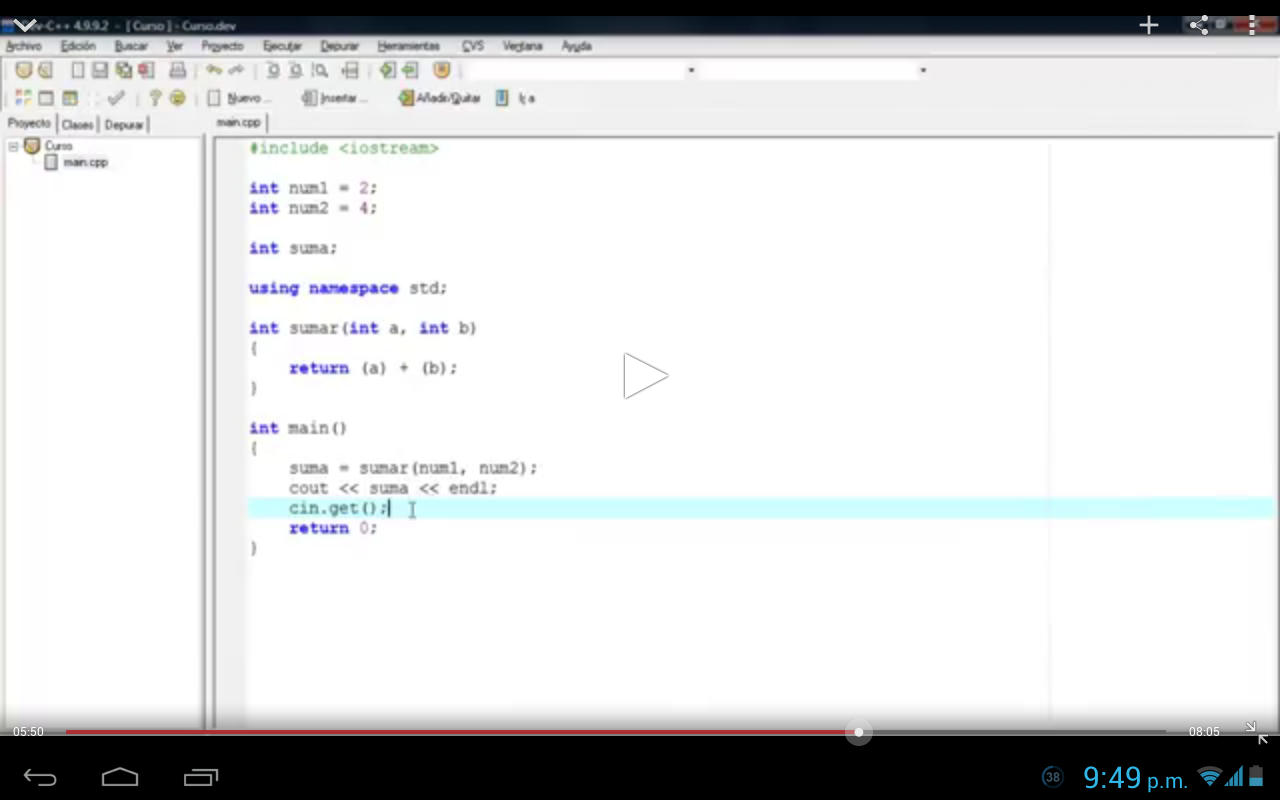 Dev-C++ 4.9.9.2 - [ Curso ] - Curso.dev
Archivo Edición Buscar Ver Proyecto Ejecutar Depurar Herramientas CVS Ventana Ayuda
Nuevo... Insertar... Añadir/Quitar Ir a
Proyecto Clases Depurar main.cpp
Curso
main.cpp
#include <iostream>
int num1 = 2;
int num2 = 4;
int suma;
using namespace std;
int sumar(int a, int b)
{
return (a) + (b);
}
int main()
{
suma = sumar(num1, num2);
cout << suma << endl;
cin.get();
return 0;
}
05:50 08:05
38 9:49 p.m.